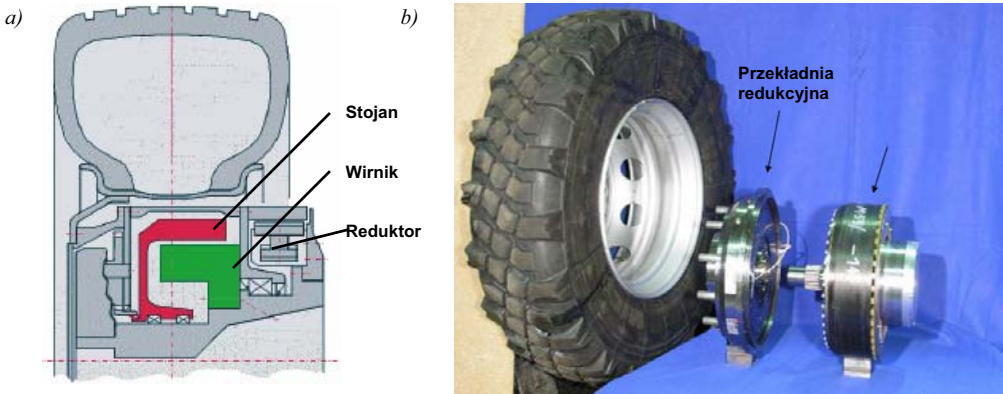 a)
b)
Stojan
Wirnik
Reduktor
Przekładnia
redukcyjna